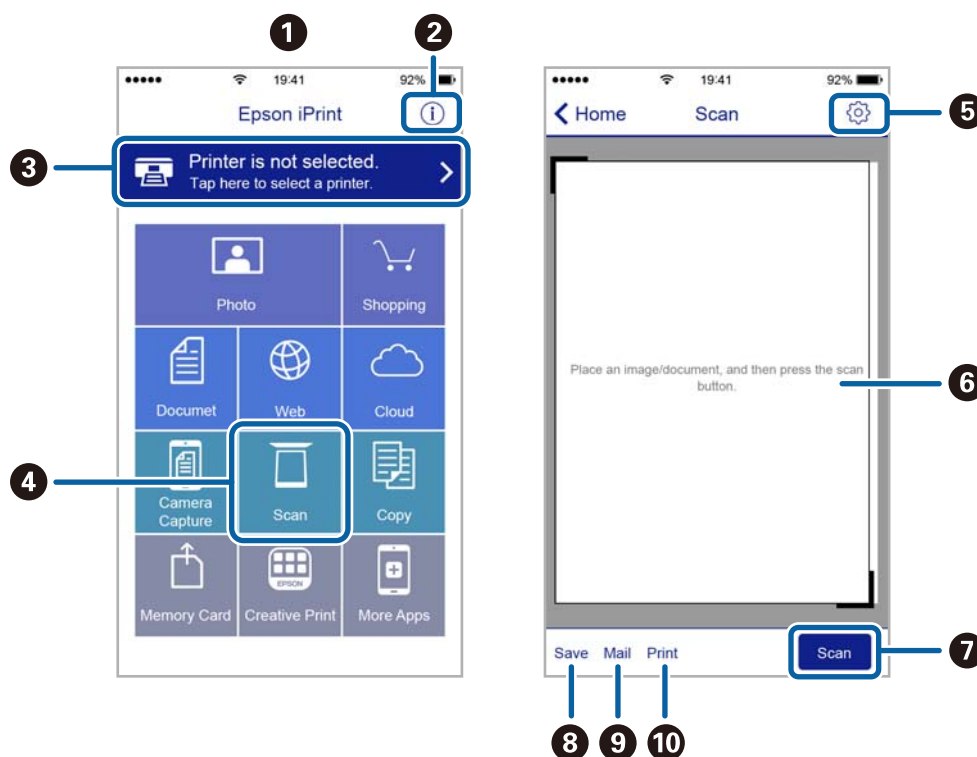 1 2
19:41 92%
Epson iPrint
3
Printer is not selected.
Tap here to select a printer.
Photo Shopping
Documet Web Cloud
4
Camera
Capture
Scan Copy
EPSON
Memory Card Creative Print More Apps
19:41 92%
Home Scan
5
Place an image/document, and then press the scan
button.
6
Save Mail Print Scan
7
8 9 10